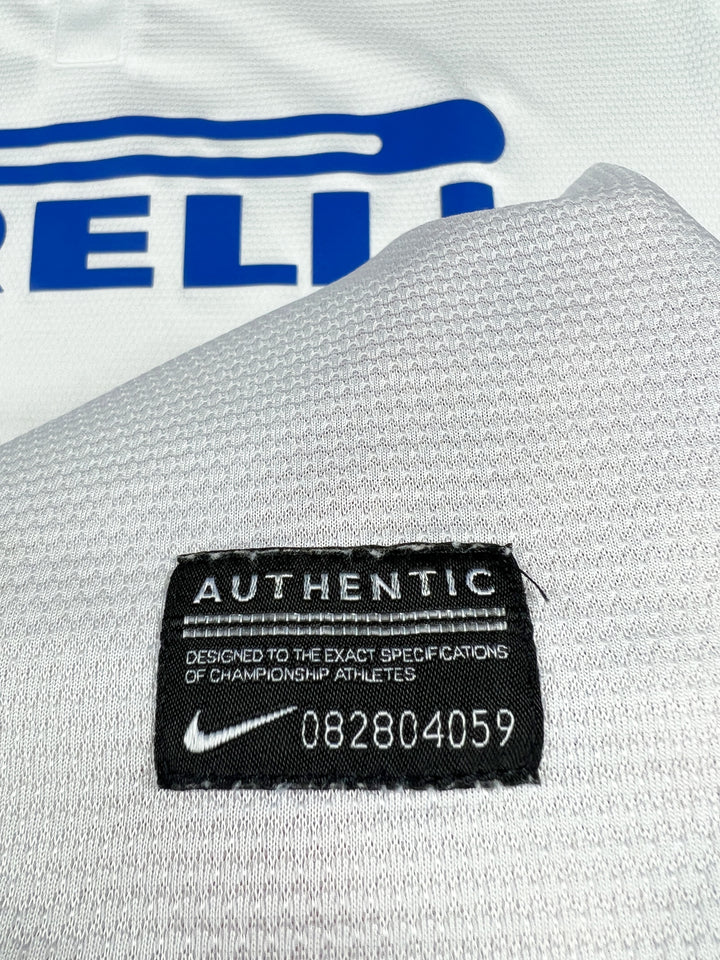 RELLI
AUTHENTIC
DESIGNED TO THE EXACT SPECIFICATIONS
OF CHAMPIONSHIP ATHLETES
082804059